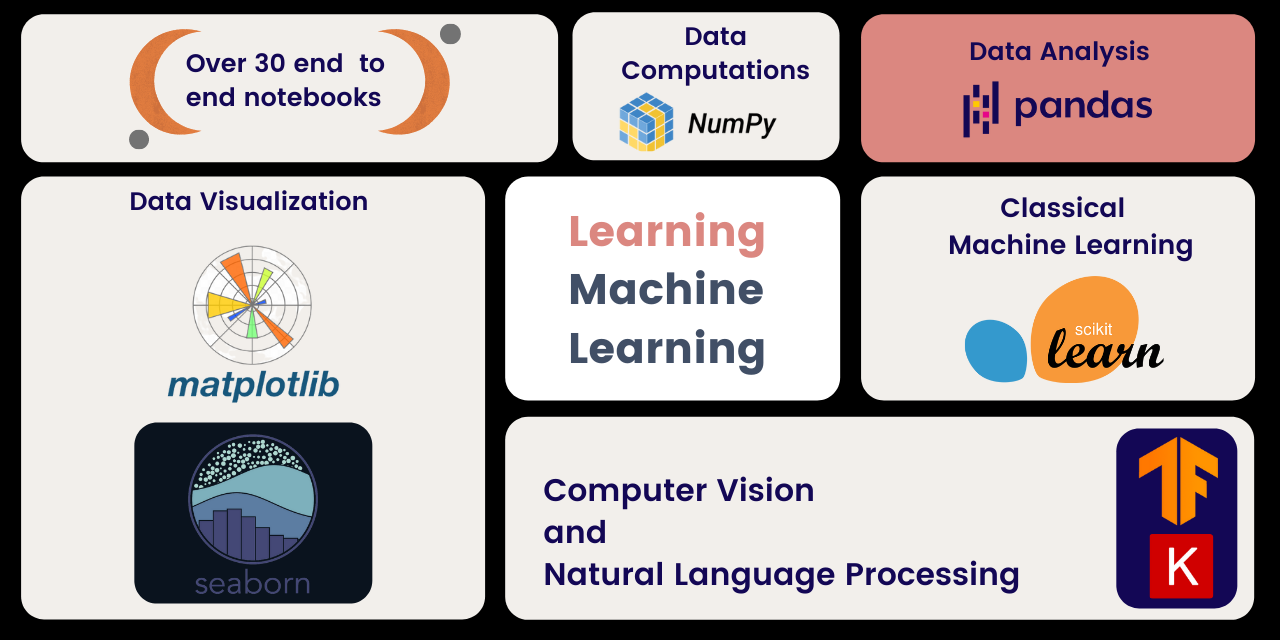 Over 30 end  to
end notebooks
Data
Computations
NumPy
Data Analysis
pandas
Data Visualization
matplotlib
seaborn
Learning
Machine
Learning
Classical
Machine Learning
scikit
learn
Computer Vision
and
Natural Language Processing
TF
K